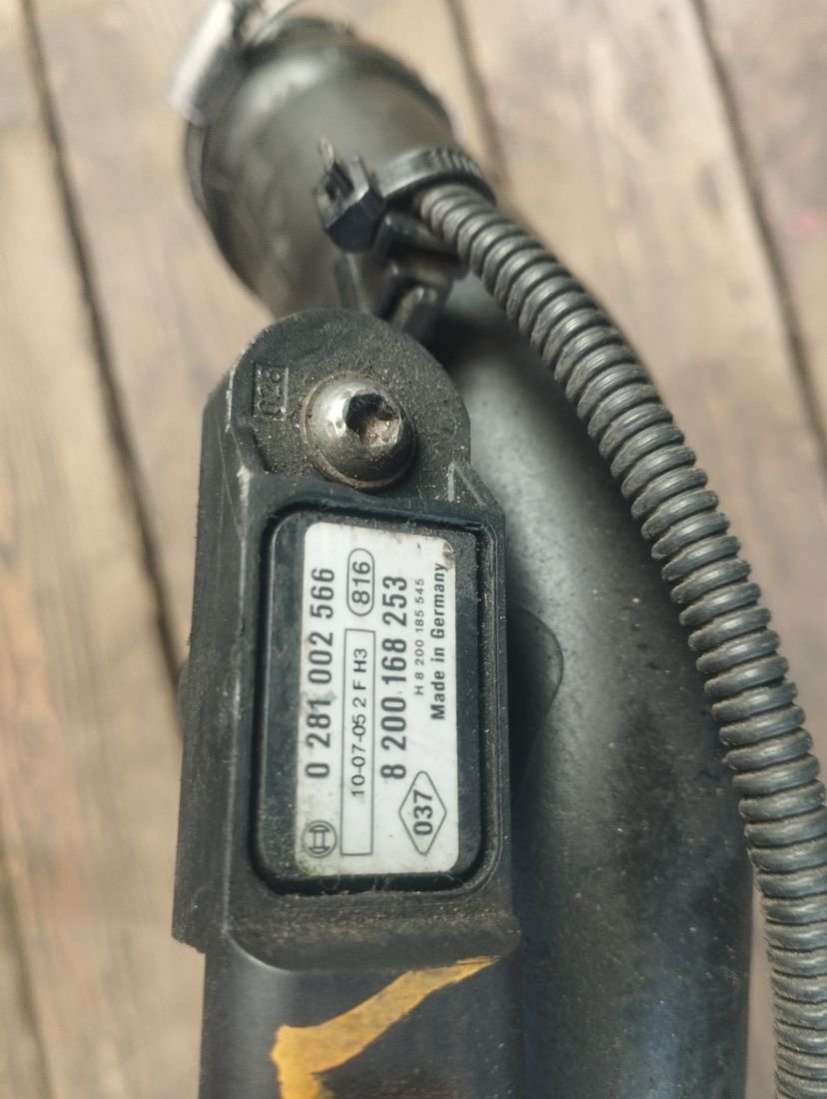 0 281 002 566
10-07-05 2 F H3 816
8 200 168 253
H 8 200 185 545
037 Made in Germany